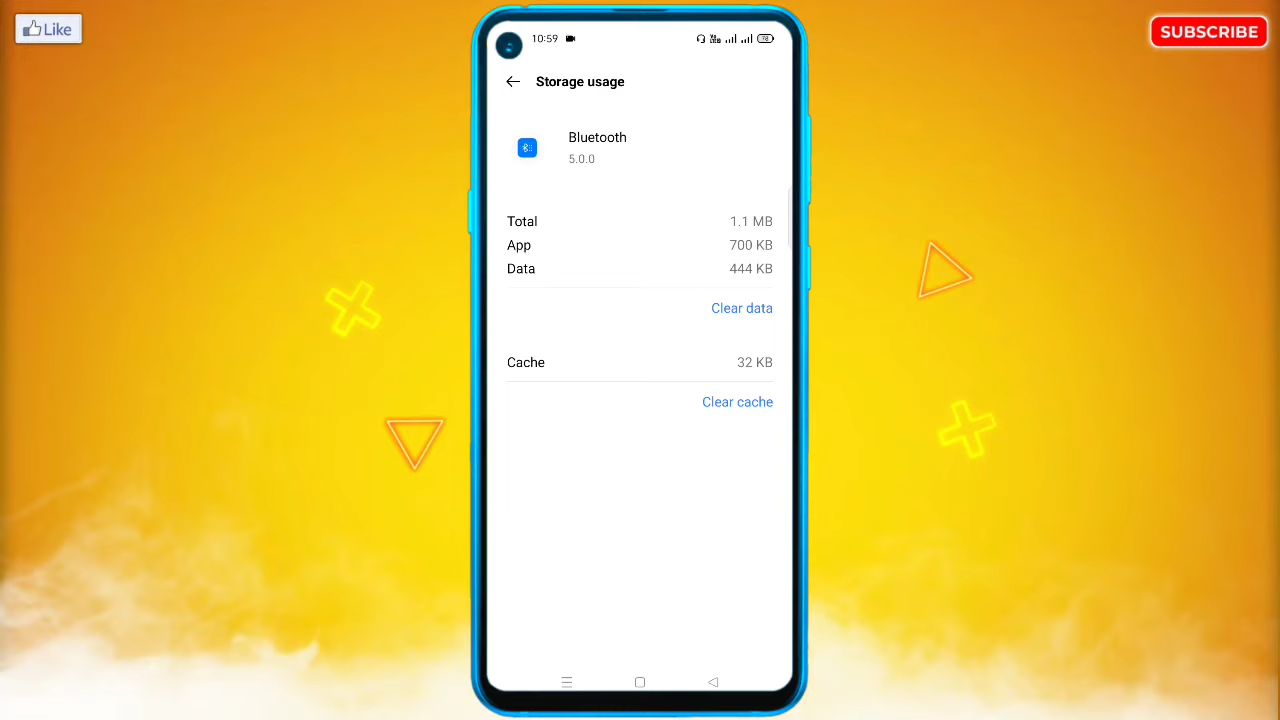 Like
SUBSCRIBE
10:59
78
Storage usage
Bluetooth
5.0.0
Total 1.1 MB
App 700 KB
Data 444 KB
Clear data
Cache 32 KB
Clear cache